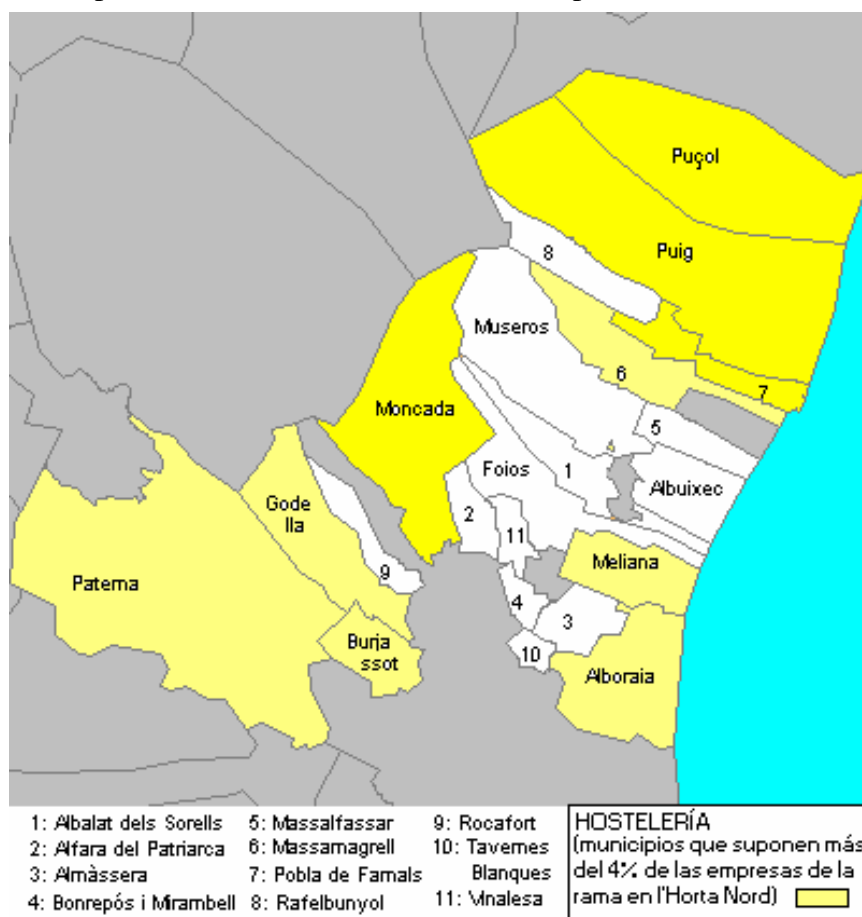 Puçol
Puig
8
Museros
6
7
Moncada
5
Foios
1
Albuixec
Gode
lla
2
11
9
Meliana
Paterna
4
3
Burja
ssot
10
Alboraia
1: Albalat dels Sorells
2: Alfara del Patriarca
3: Almàssera
4: Bonrepós i Mirambell
5: Massalfassar
6: Massamagrell
7: Pobla de Farnals
8: Rafelbunyol
9: Rocafort
10: Tavernes
Blanques
11: Vinalesa
HOSTELERÍA
(municipios que suponen más
del 4% de las empresas de la
rama en l'Horta Nord)